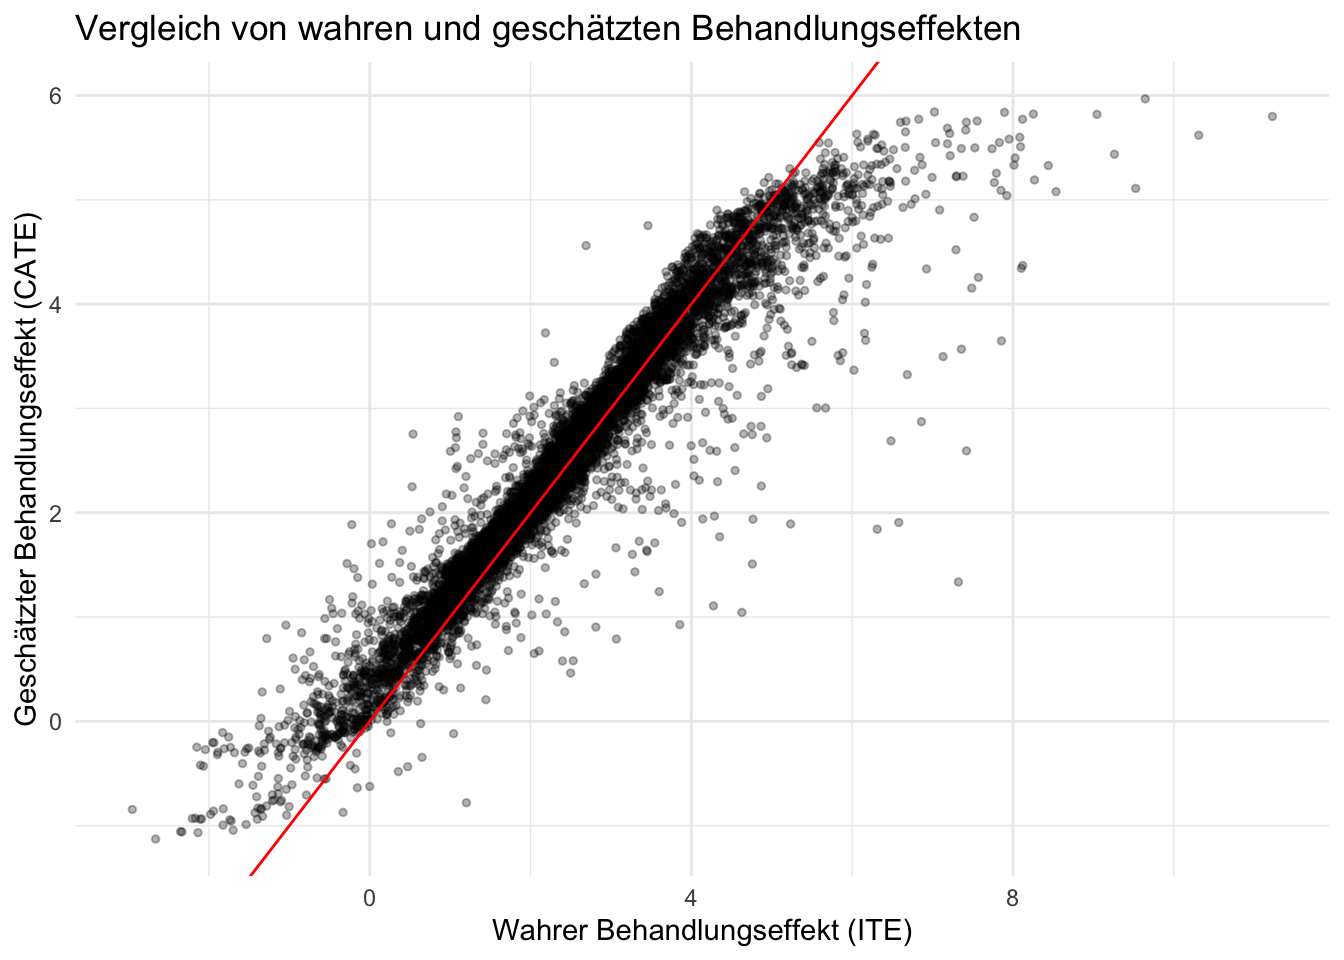 Vergleich von wahren und geschätzten Behandlungseffekten
6
4
2
0
Geschätzter Behandlungseffekt (CATE)
0 4 8
Wahrer Behandlungseffekt (ITE)